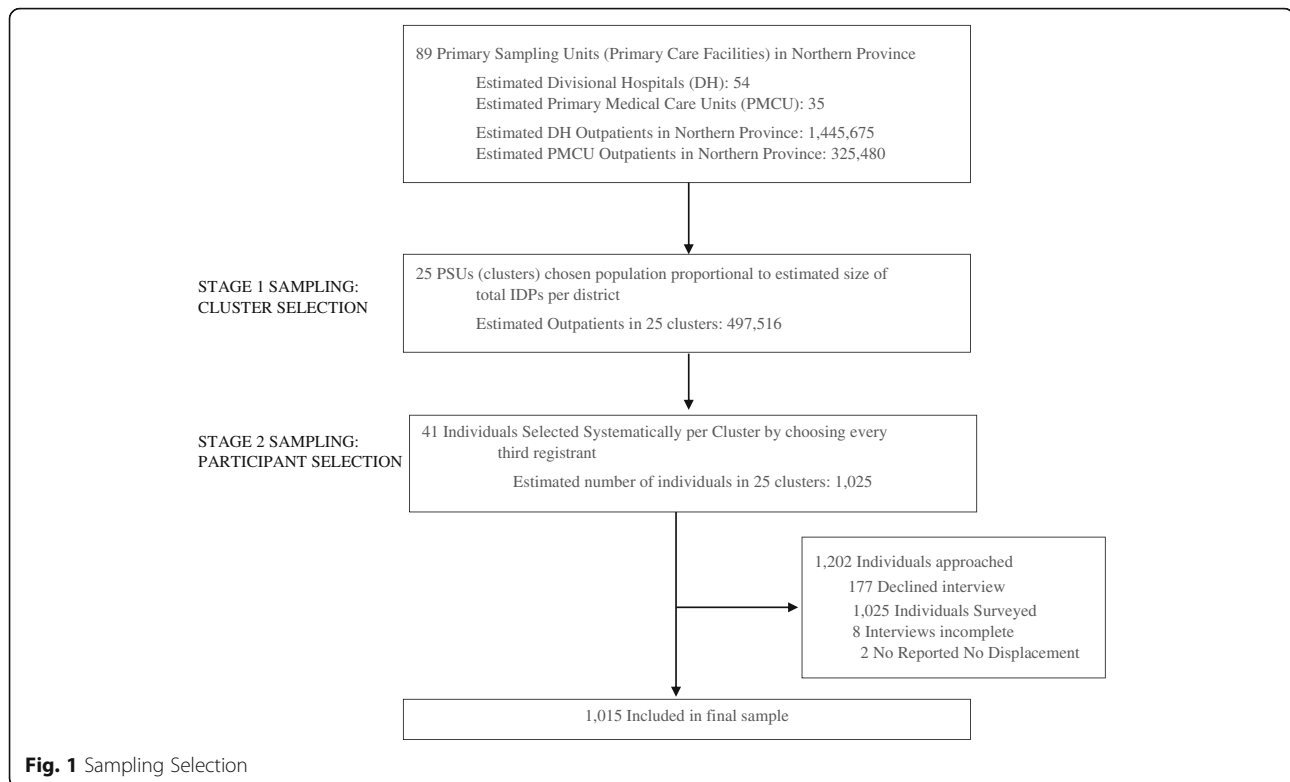 89 Primary Sampling Units (Primary Care Facilities) in Northern Province
Estimated Divisional Hospitals (DH): 54
Estimated Primary Medical Care Units (PMCU): 35
Estimated DH Outpatients in Northern Province: 1,445,675
Estimated PMCU Outpatients in Northern Province: 325,480
STAGE 1 SAMPLING:
CLUSTER SELECTION
25 PSUs (clusters) chosen population proportional to estimated size of
total IDPs per district
Estimated Outpatients in 25 clusters: 497,516
STAGE 2 SAMPLING:
PARTICIPANT SELECTION
41 Individuals Selected Systematically per Cluster by choosing every
third registrant
Estimated number of individuals in 25 clusters: 1,025
1,202 Individuals approached
177 Declined interview
1,025 Individuals Surveyed
8 Interviews incomplete
2 No Reported No Displacement
1,015 Included in final sample
Fig. 1 Sampling Selection